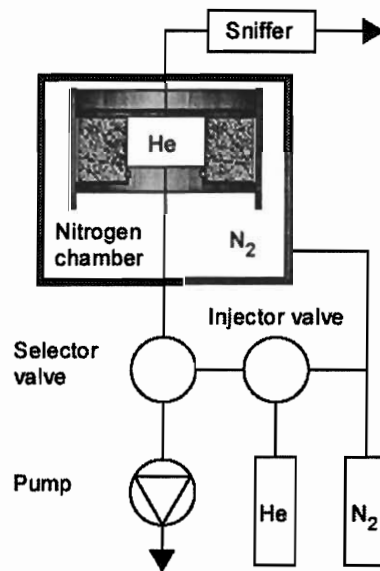 Sniffer
He
Nitrogen
chamber
N2
Injector valve
Selector
valve
Pump
He
N2